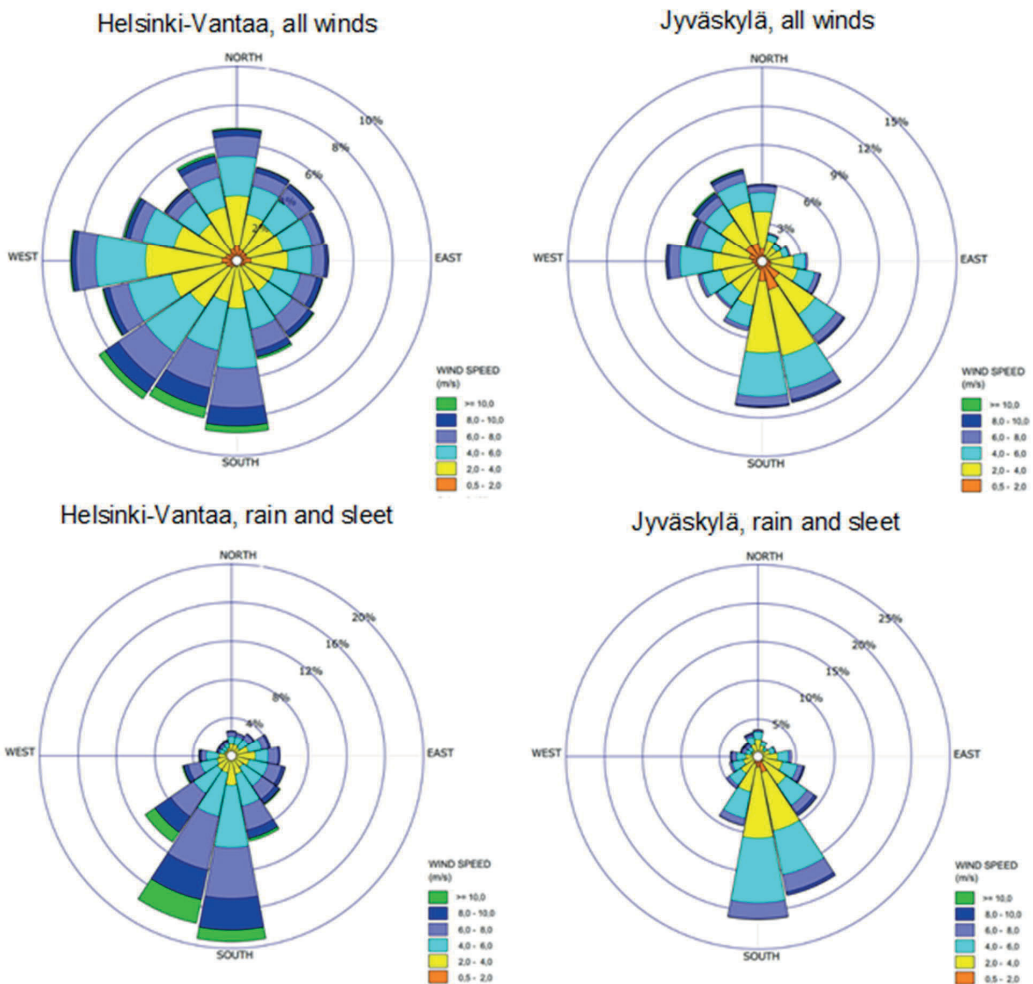 Helsinki-Vantaa, all winds
NORTH
10%
8%
6%
2%
WEST
EAST
SOUTH
WIND SPEED
(m/s)
>= 10,0
8,0 - 10,0
6,0 - 8,0
4,0 - 6,0
2,0 - 4,0
0,5 - 2,0
Jyväskylä, all winds
NORTH
15%
12%
9%
6%
3%
WEST
EAST
SOUTH
WIND SPEED
(m/s)
>= 10,0
8,0 - 10,0
6,0 - 8,0
4,0 - 6,0
2,0 - 4,0
0,5 - 2,0
Helsinki-Vantaa, rain and sleet
NORTH
20%
16%
12%
8%
4%
WEST
EAST
SOUTH
WIND SPEED
(m/s)
>= 10,0
8,0 - 10,0
6,0 - 8,0
4,0 - 6,0
2,0 - 4,0
0,5 - 2,0
Jyväskylä, rain and sleet
NORTH
25%
20%
15%
10%
5%
WEST
EAST
SOUTH
WIND SPEED
(m/s)
>= 10,0
8,0 - 10,0
6,0 - 8,0
4,0 - 6,0
2,0 - 4,0
0,5 - 2,0